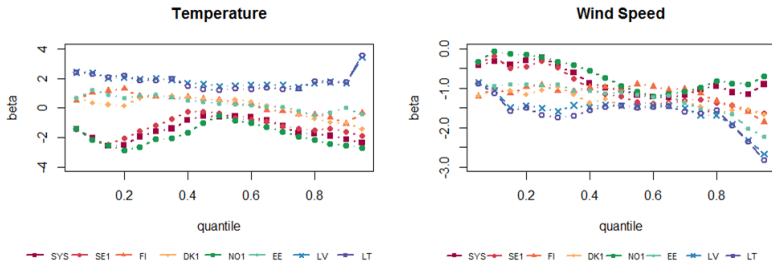 Temperature
Wind Speed
beta
4
2
0
-2
-4
0.2
0.4
0.6
0.8
quantile
beta
0.0
-1.0
-2.0
-3.0
0.2
0.4
0.6
0.8
quantile
SYS SE1 FI DK1 NO1 EE LV LT
SYS SE1 FI DK1 NO1 EE LV LT